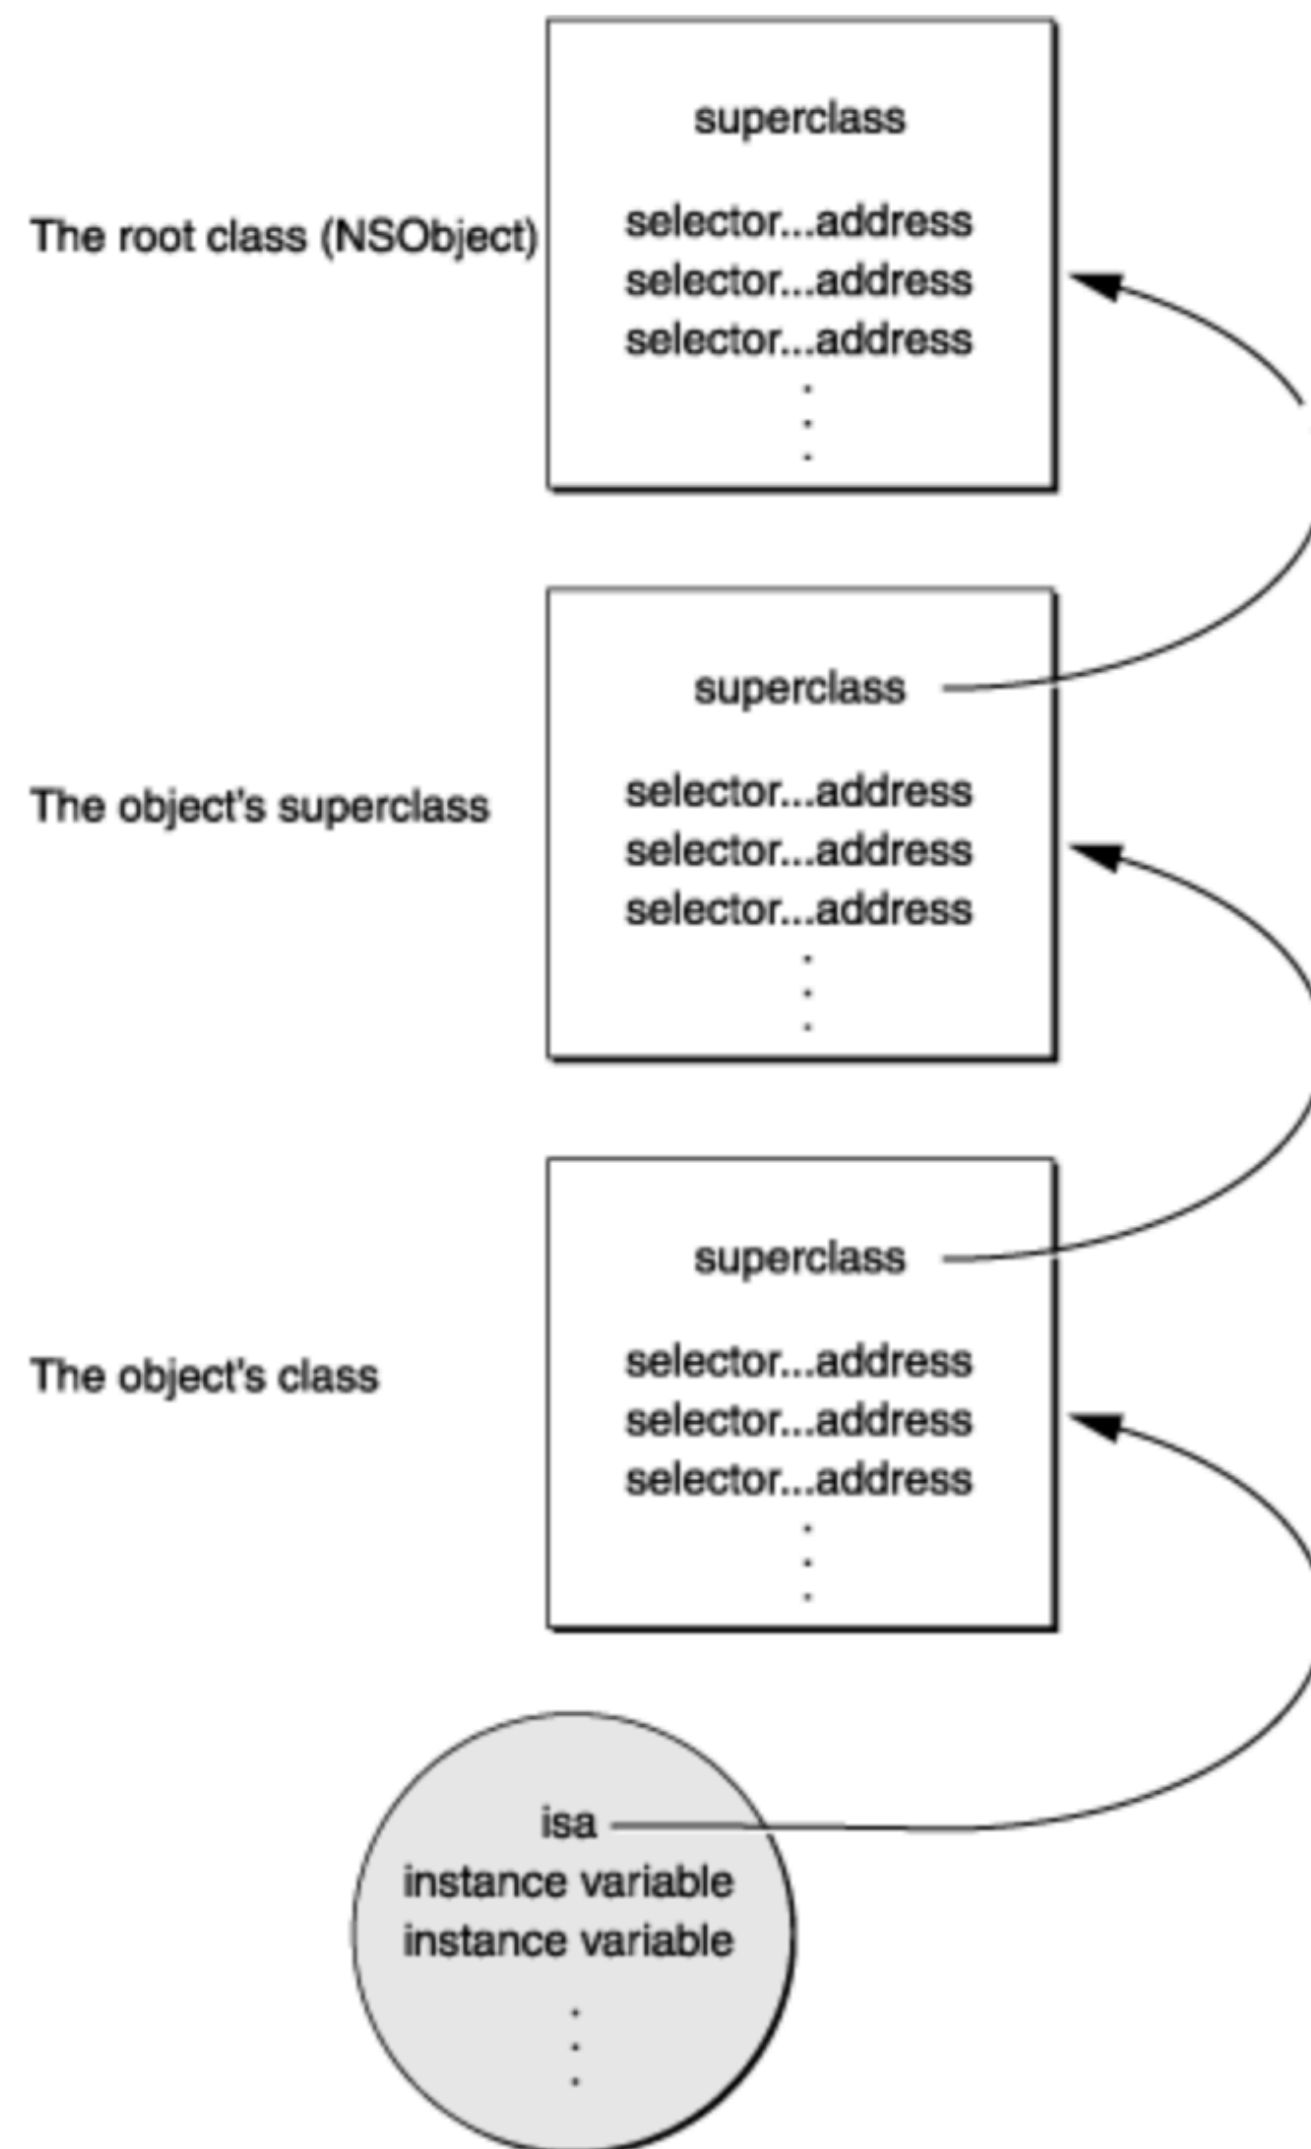 superclass
The root class (NSObject)
selector...address
selector...address
selector...address
superclass
The object's superclass
selector...address
selector...address
selector...address
superclass
The object's class
selector...address
selector...address
selector...address
isa
instance variable
instance variable